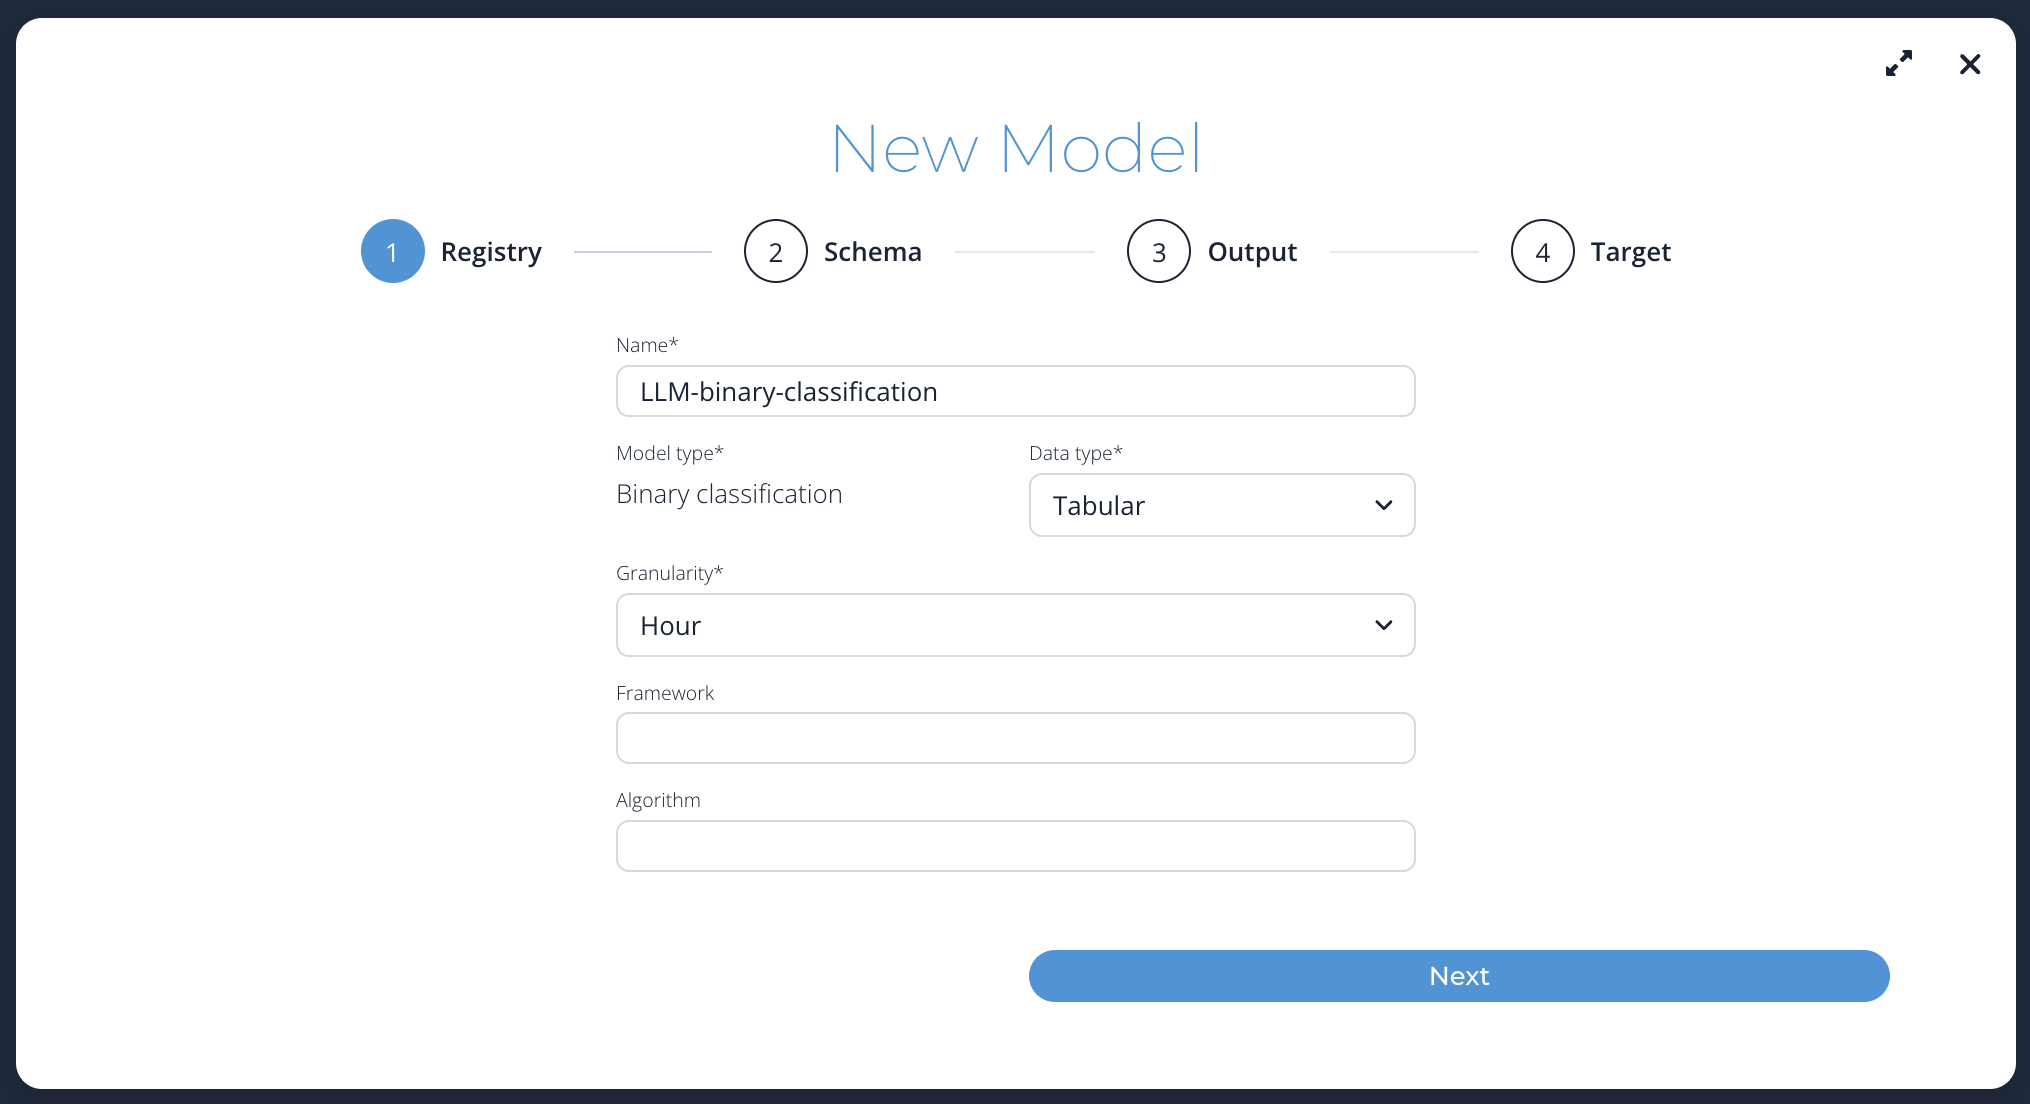 New Model
1 Registry 2 Schema 3 Output 4 Target
Name*
LLM-binary-classification
Model type* Data type*
Binary classification Tabular
Granularity*
Hour
Framework
Algorithm
Next